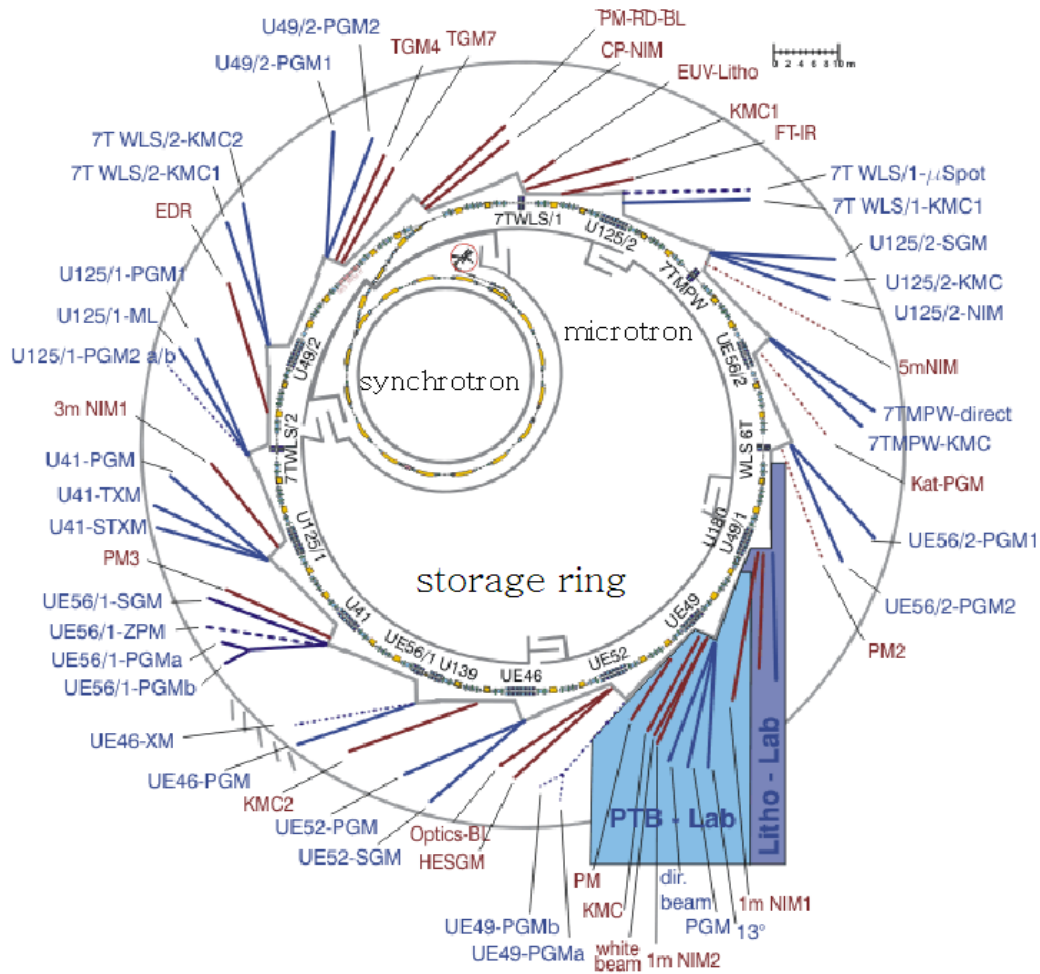 PM-RD-BL
U49/2-PGM2
TGM4
TGM7
CP-NIM
U49/2-PGM1
EUV-Litho
0 2 4 6 8 10m
KMC1
FT-IR
7T WLS/2-KMC2
7T WLS/2-KMC1
EDR
7T WLS/1-μSpot
7T WLS/1-KMC1
U125/2-SGM
U125/2-KMC
U125/2-NIM
5mNIM
7TMPW-direct
7TMPW-KMC
Kat-PGM
UE56/2-PGM1
UE56/2-PGM2
PM2
U125/1-PGM1
U125/1-ML
U125/1-PGM2 a/b
3m NIM1
U41-PGM
U41-TXM
U41-STXM
PM3
UE56/1-SGM
UE56/1-ZPM
UE56/1-PGMa
UE56/1-PGMb
UE46-XM
UE46-PGM
KMC2
UE52-PGM
UE52-SGM
Optics-BL
HESGM
UE49-PGMb
UE49-PGMa
PM
KMC
white
beam
1m NIM2
dir.
beam
PGM
13°
1m NIM1
PTB - Lab
Litho - Lab
7TWLS/1
U125/2
7TMPW
UE56/2
WLS 6T
U180
U49/1
UE49
UE52
UE46
U139
UE56/1
U41
U125/1
7TWLS/2
U49/2
microtron
synchrotron
storage ring